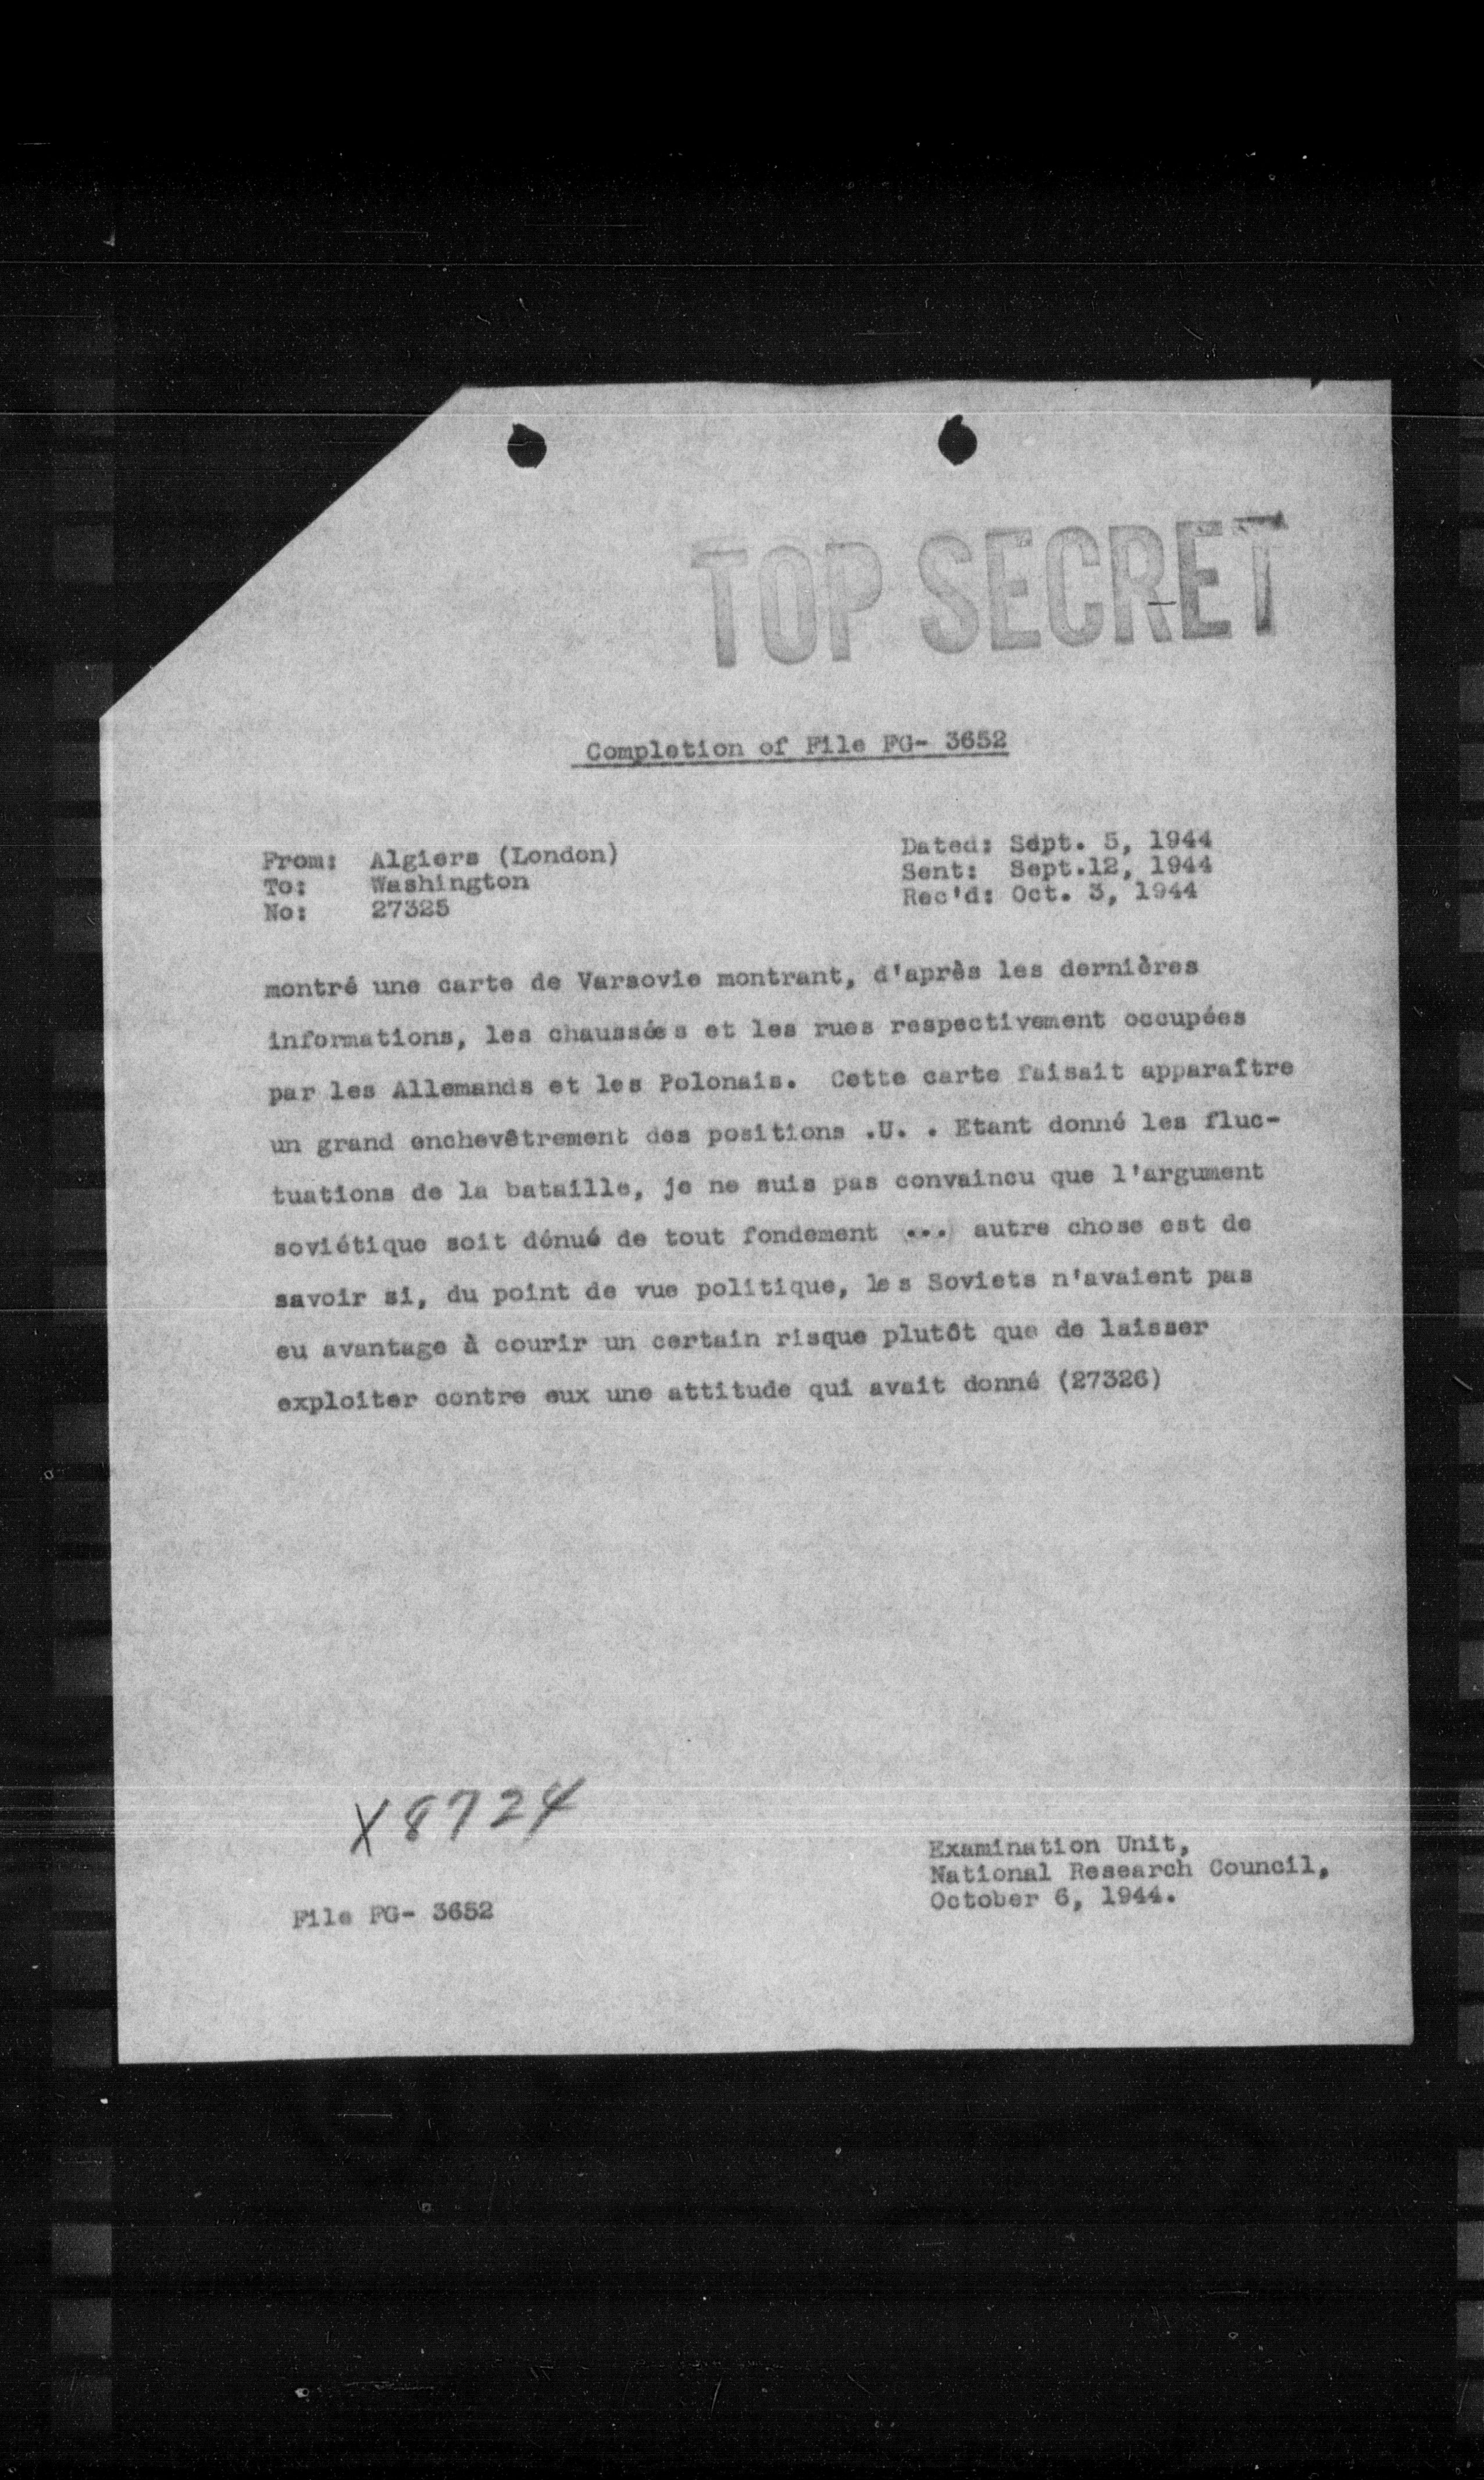 TOP SECRET
Completion of File FG- 3652
From: Algiers (London)
To: Washington
No: 27325
Dated: Sept. 5, 1944
Sent: Sept.12, 1944
Rec'd: Oct. 3, 1944
montré une carte de Varsovie montrant, d'après les dernières
informations, les chaussées et les rues respectivement occupées
par les Allemands et les Polonais. Cette carte faisait apparaître
un grand enchevêtrement des positions .U. . Etant donné les fluc-
tuations de la bataille, je ne suis pas convaincu que l'argument
soviétique soit dénué de tout fondement ... autre chose est de
savoir si, du point de vue politique, les Soviets n'avaient pas
eu avantage à courir un certain risque plutôt que de laisser
exploiter contre eux une attitude qui avait donné (27326)
X8724
Examination Unit,
National Research Council,
October 6, 1944.
File FG- 3652